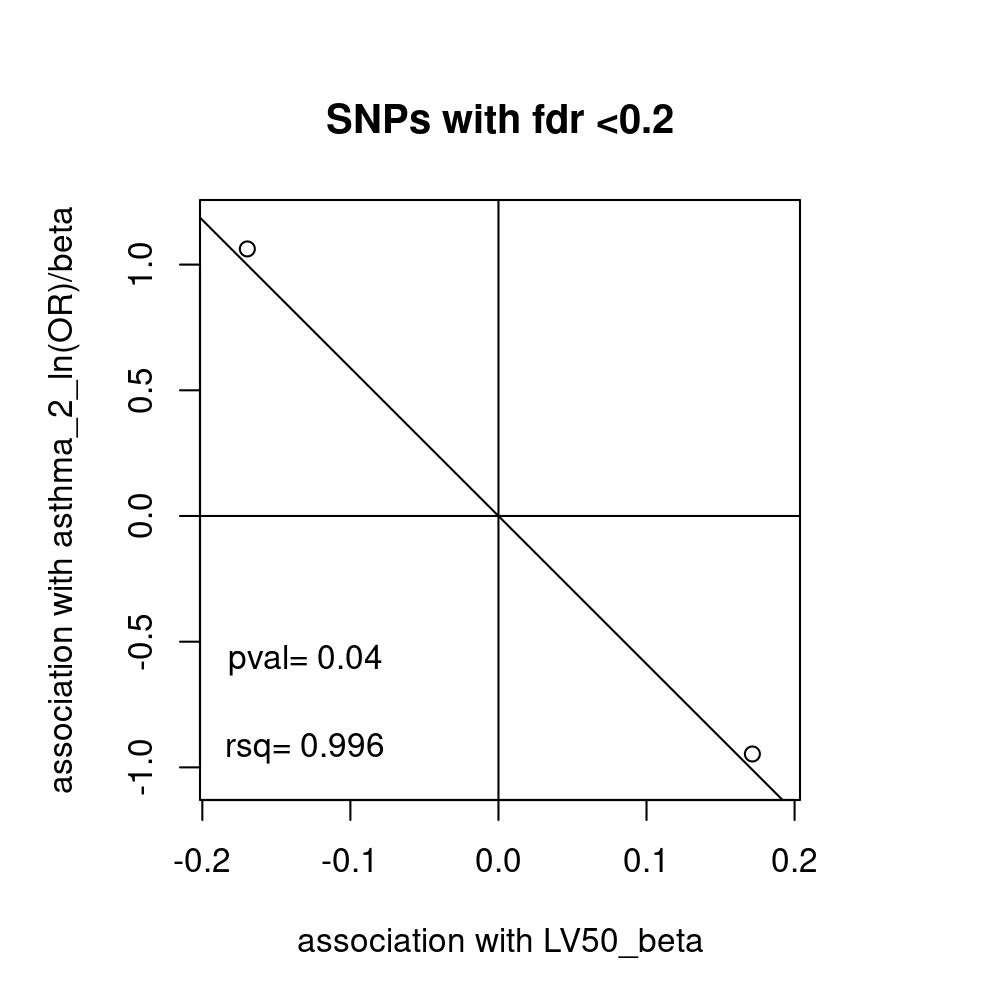 SNPs with fdr <0.2
association with asthma_2_ln(OR)/beta
1.0
0.5
0.0
-0.5
-1.0
pval= 0.04
rsq= 0.996
-0.2 -0.1 0.0 0.1 0.2
association with LV50_beta